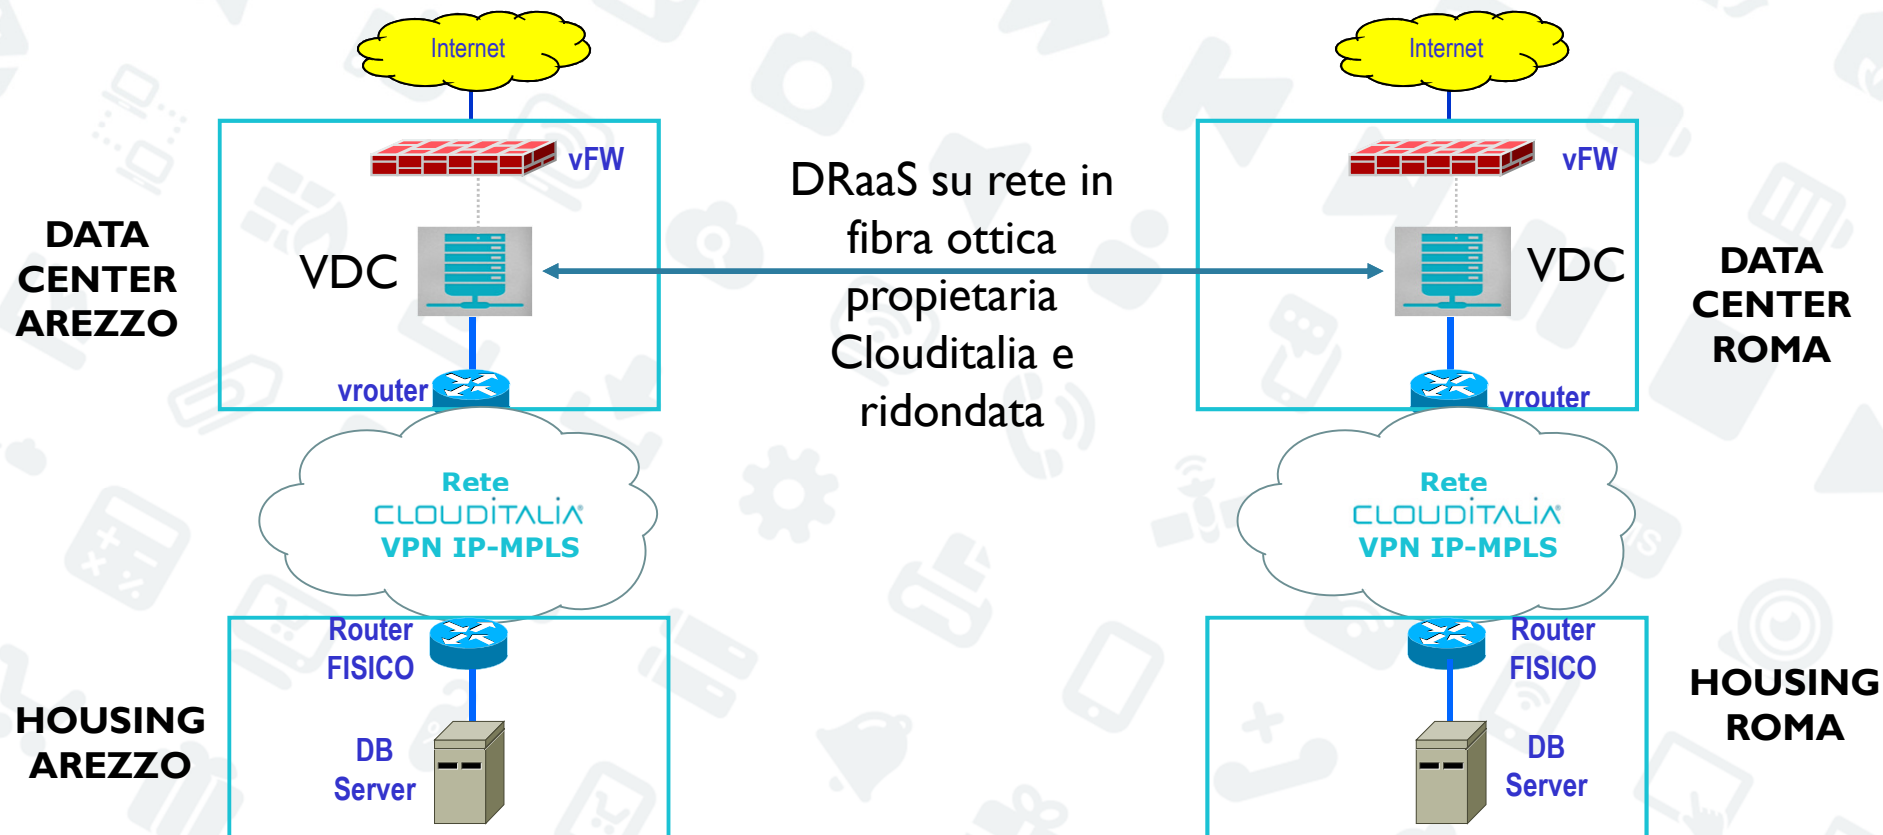 Internet
vFW
DATA
CENTER
AREZZO
VDC
vrouter
Rete
CLOUDITALIA
VPN IP-MPLS
Router
FISICO
HOUSING
AREZZO
DB
Server
DRaaS su rete in
fibra ottica
propietaria
Clouditalia e
ridondata
Internet
vFW
VDC
DATA
CENTER
ROMA
vrouter
Rete
CLOUDITALIA
VPN IP-MPLS
Router
FISICO
HOUSING
ROMA
DB
Server